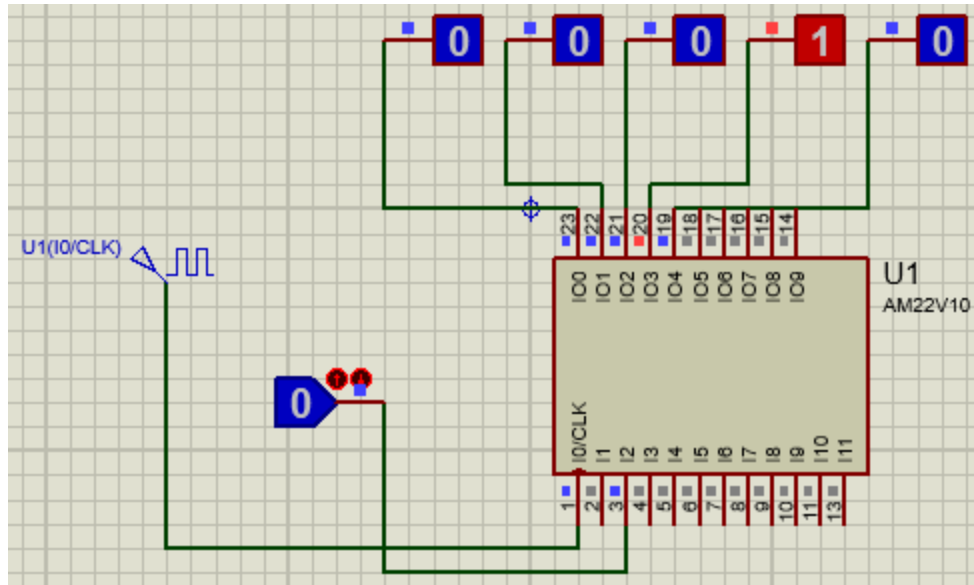 0 0 0 1 0
23 22 21 20 19 18 17 16 15 14
U1(I0/CLK)
IO0 IO1 IO2 IO3 IO4 IO5 IO6 IO7 IO8 IO9
U1
AM22V10
0
I0/CLK I1 I2 I3 I4 I5 I6 I7 I8 I9 I10 I11
1 2 3 4 5 6 7 8 9 10 11 13